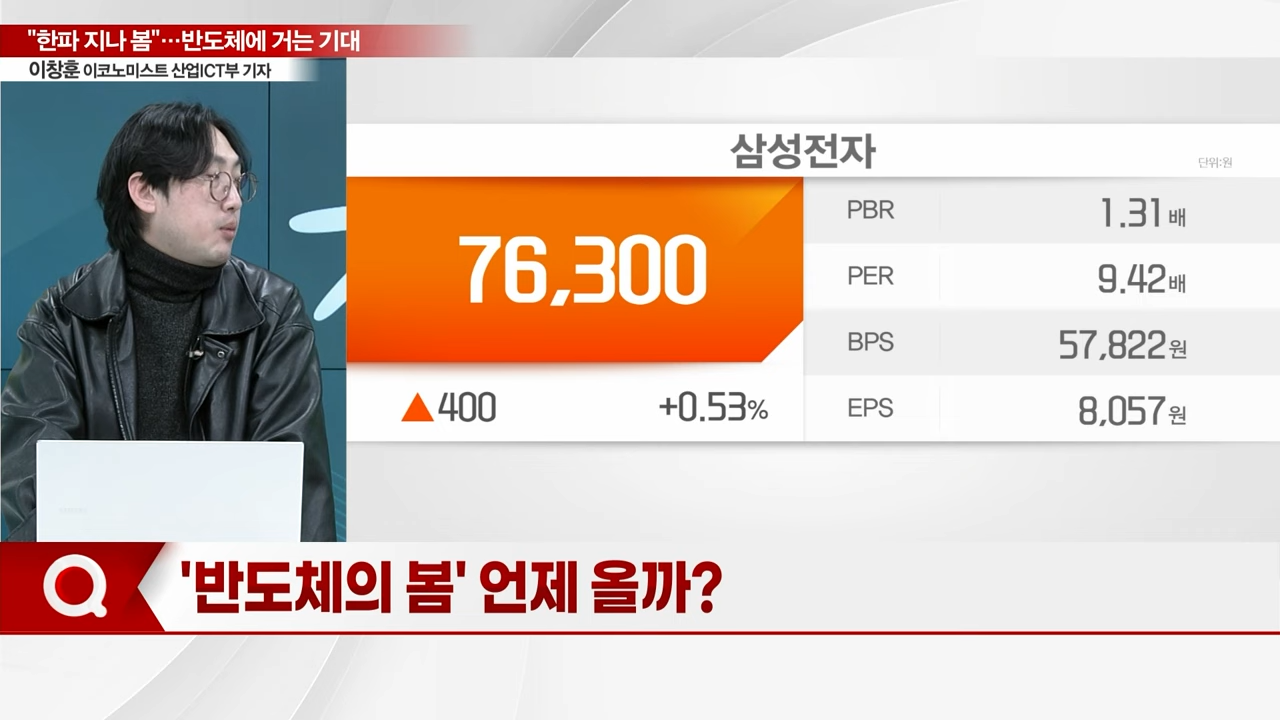 "한파 지나 봄"…반도체에 거는 기대
이창훈 이코노미스트 산업ICT부 기자
삼성전자
단위:원
76,300
▲400 +0.53%
PBR 1.31배
PER 9.42배
BPS 57,822원
EPS 8,057원
Q '반도체의 봄' 언제 올까?